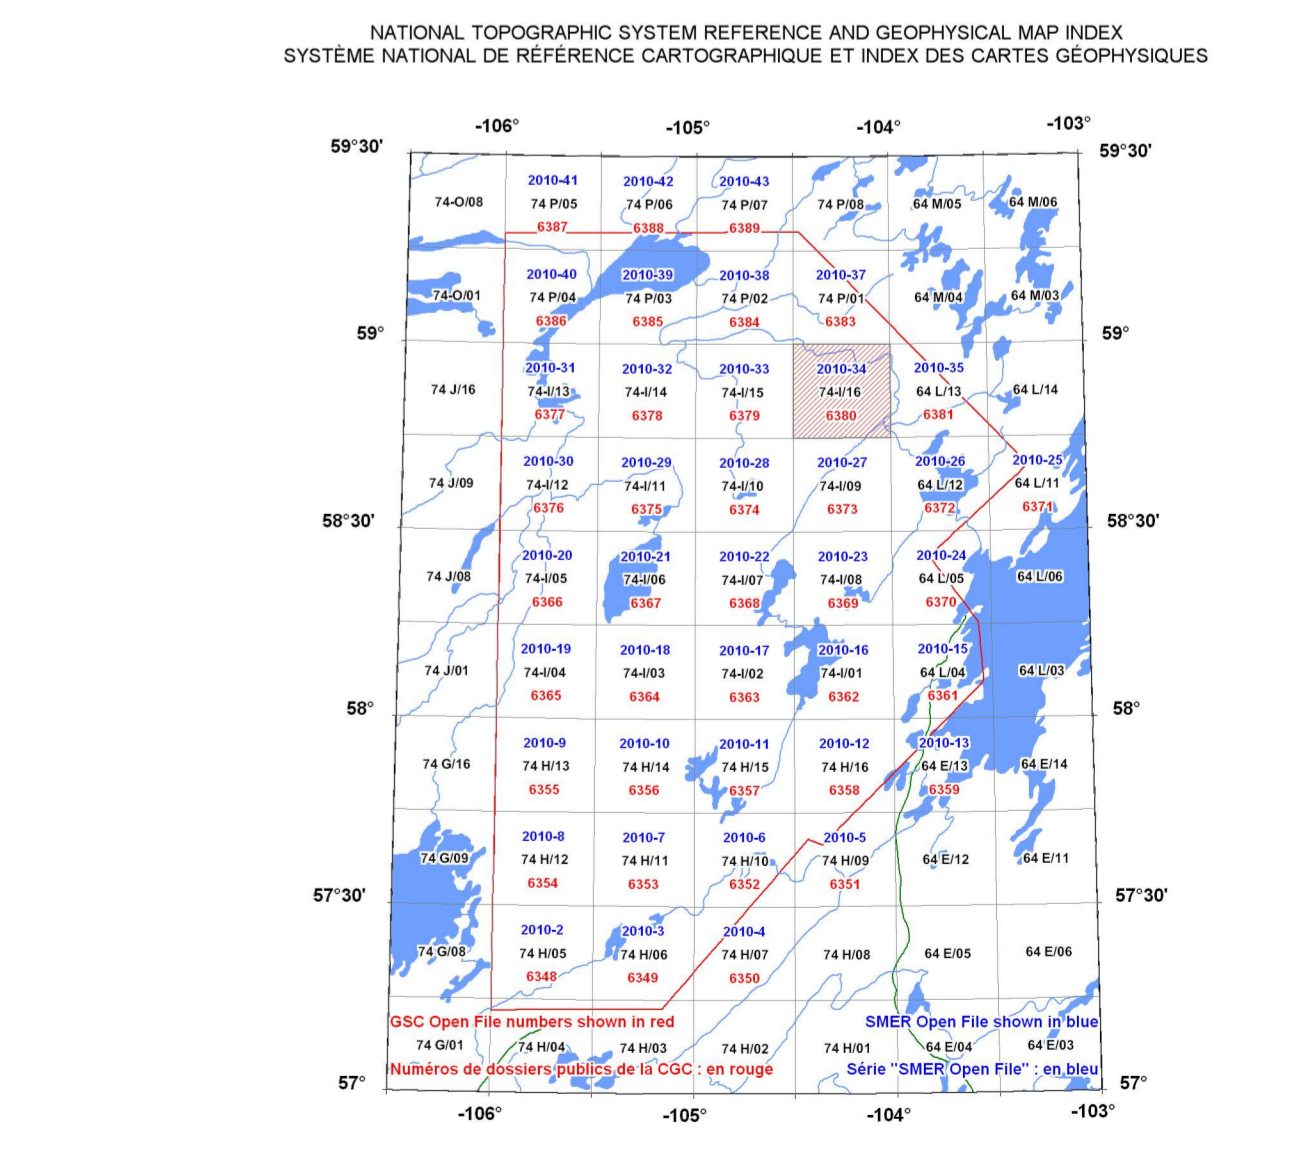 NATIONAL TOPOGRAPHIC SYSTEM REFERENCE AND GEOPHYSICAL MAP INDEX
SYSTÈME NATIONAL DE RÉFÉRENCE CARTOGRAPHIQUE ET INDEX DES CARTES GÉOPHYSIQUES
-106° -105° -104° -103°
59°30' 59°30'
2010-41 2010-42 2010-43
74-O/08 74 P/05 74 P/06 74 P/07 74 P/08 64 M/05 64 M/06
6387 6388 6389
2010-40 2010-39 2010-38 2010-37
74-O/01 74 P/04 74 P/03 74 P/02 74 P/01 64 M/04 64 M/03
6386 6385 6384 6383
59° 59°
2010-31 2010-32 2010-33 2010-34 2010-35
74 J/16 74-I/13 74-I/14 74-I/15 74-I/16 64 L/13 64 L/14
6377 6378 6379 6380 6381
2010-30 2010-29 2010-28 2010-27 2010-26 2010-25
74 J/09 74-I/12 74-I/11 74-I/10 74-I/09 64 L/12 64 L/11
6376 6375 6374 6373 6372 6371
58°30' 58°30'
2010-20 2010-21 2010-22 2010-23 2010-24
74 J/08 74-I/05 74-I/06 74-I/07 74-I/08 64 L/05 64 L/06
6366 6367 6368 6369 6370
2010-19 2010-18 2010-17 2010-16 2010-15
74 J/01 74-I/04 74-I/03 74-I/02 74-I/01 64 L/04 64 L/03
6365 6364 6363 6362 6361
58° 58°
2010-9 2010-10 2010-11 2010-12 2010-13
74 G/16 74 H/13 74 H/14 74 H/15 74 H/16 64 E/13 64 E/14
6355 6356 6357 6358 6359
2010-8 2010-7 2010-6 2010-5
74 G/09 74 H/12 74 H/11 74 H/10 74 H/09 64 E/12 64 E/11
6354 6353 6352 6351
57°30' 57°30'
2010-2 2010-3 2010-4
74 G/08 74 H/05 74 H/06 74 H/07 74 H/08 64 E/05 64 E/06
6348 6349 6350
GSC Open File numbers shown in red SMER Open File shown in blue
74 G/01 74 H/04 74 H/03 74 H/02 74 H/01 64 E/04 64 E/03
Numéros de dossiers publics de la CGC : en rouge Série "SMER Open File" : en bleu
57° 57°
-106° -105° -104° -103°